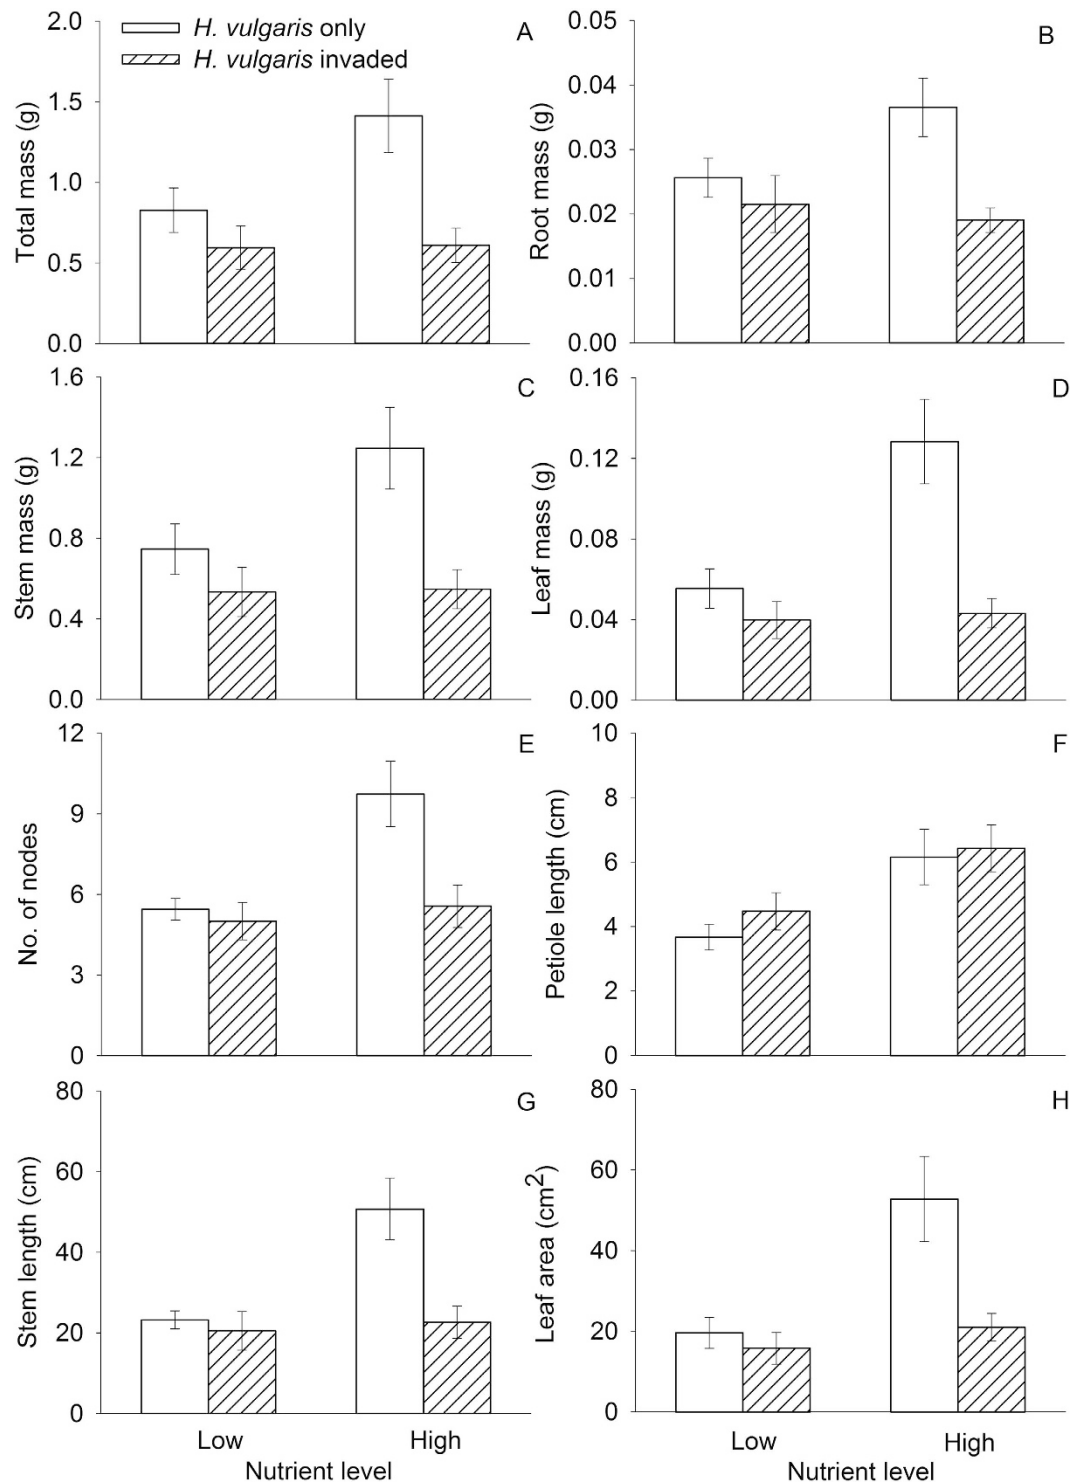 H. vulgaris only
H. vulgaris invaded
A
Total mass (g)
2.0
1.5
1.0
0.5
0.0
B
Root mass (g)
0.05
0.04
0.03
0.02
0.01
0.00
C
Stem mass (g)
1.6
1.2
0.8
0.4
0.0
D
Leaf mass (g)
0.16
0.12
0.08
0.04
0.00
E
No. of nodes
12
9
6
3
0
F
Petiole length (cm)
10
8
6
4
2
0
G
Stem length (cm)
80
60
40
20
0
Low High
Nutrient level
H
Leaf area (cm²)
80
60
40
20
0
Low High
Nutrient level